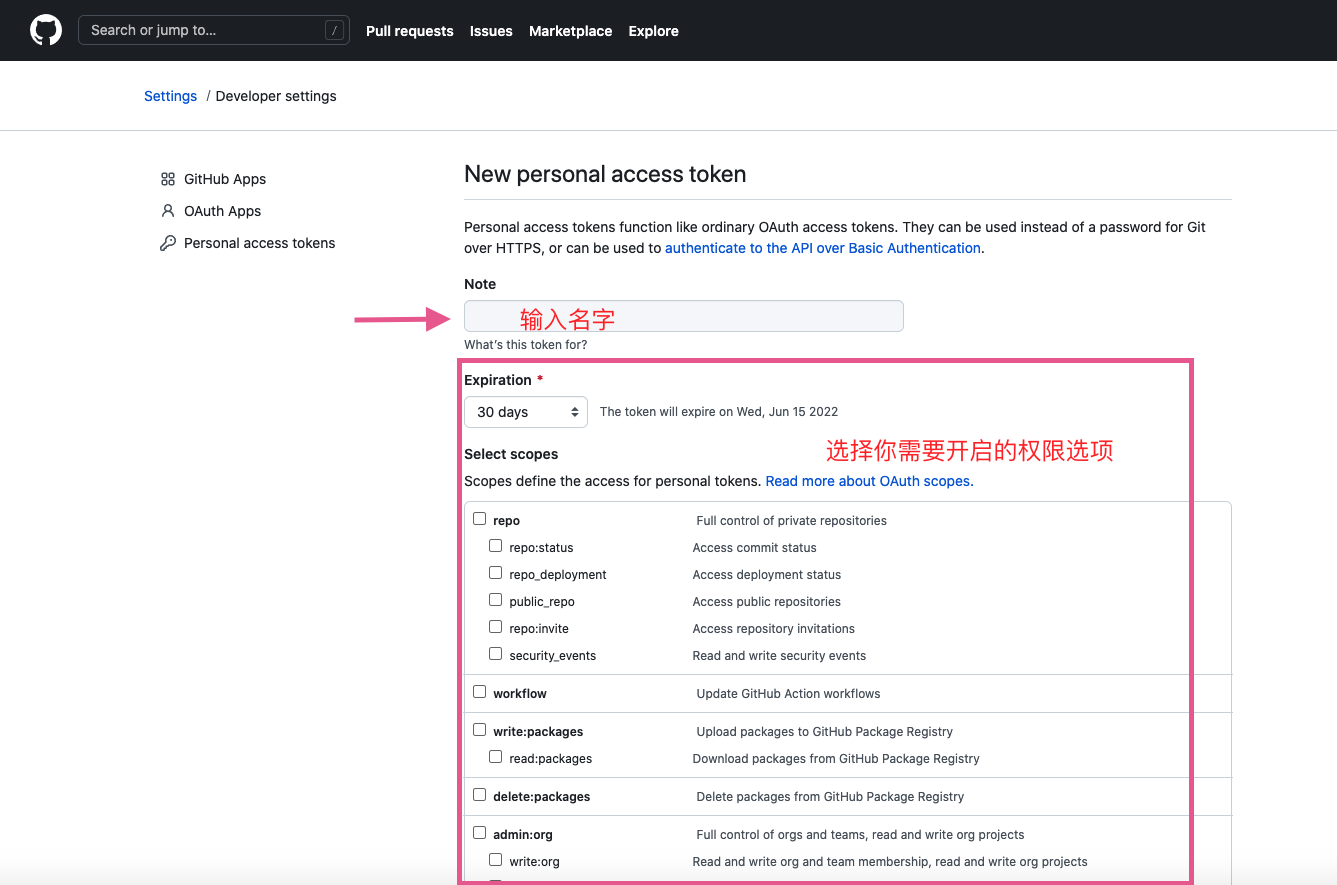 Search or jump to… /
Pull requests Issues Marketplace Explore
Settings / Developer settings
GitHub Apps
OAuth Apps
Personal access tokens
New personal access token
Personal access tokens function like ordinary OAuth access tokens. They can be used instead of a password for Git
over HTTPS, or can be used to authenticate to the API over Basic Authentication.
Note
输入名字
What's this token for?
Expiration *
30 days The token will expire on Wed, Jun 15 2022
选择你需要开启的权限选项
Select scopes
Scopes define the access for personal tokens. Read more about OAuth scopes.
repo Full control of private repositories
repo:status Access commit status
repo_deployment Access deployment status
public_repo Access public repositories
repo:invite Access repository invitations
security_events Read and write security events
workflow Update GitHub Action workflows
write:packages Upload packages to GitHub Package Registry
read:packages Download packages from GitHub Package Registry
delete:packages Delete packages from GitHub Package Registry
admin:org Full control of orgs and teams, read and write org projects
write:org Read and write org and team membership, read and write org projects